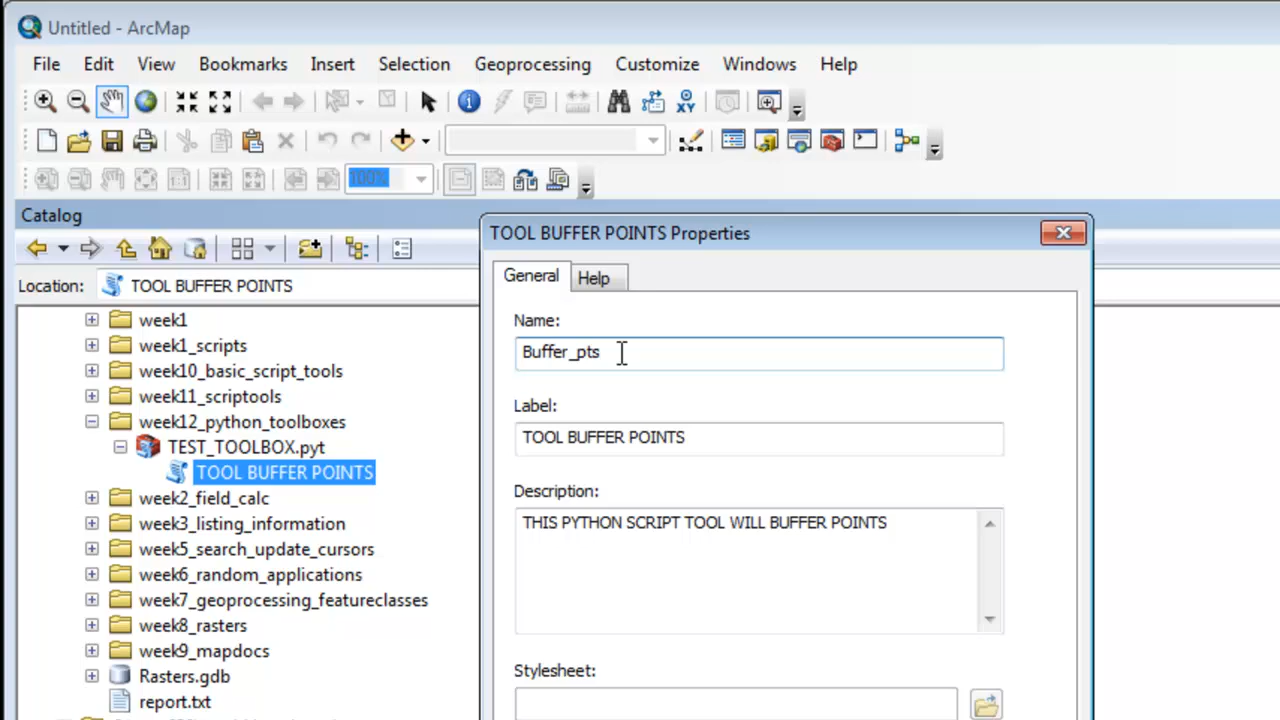 Untitled - ArcMap
File Edit View Bookmarks Insert Selection Geoprocessing Customize Windows Help
100%
Catalog
Location: TOOL BUFFER POINTS
week1
week1_scripts
week10_basic_script_tools
week11_scriptools
week12_python_toolboxes
TEST_TOOLBOX.pyt
TOOL BUFFER POINTS
week2_field_calc
week3_listing_information
week5_search_update_cursors
week6_random_applications
week7_geoprocessing_featureclasses
week8_rasters
week9_mapdocs
Rasters.gdb
report.txt
TOOL BUFFER POINTS Properties
General Help
Name:
Buffer_pts
Label:
TOOL BUFFER POINTS
Description:
THIS PYTHON SCRIPT TOOL WILL BUFFER POINTS
Stylesheet: